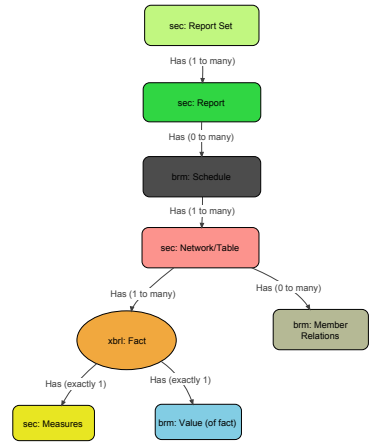 sec: Report Set
Has (1 to many)
sec: Report
Has (0 to many)
brm: Schedule
Has (1 to many)
sec: Network/Table
Has (1 to many)
Has (0 to many)
xbrl: Fact
brm: Member
Relations
Has (exactly 1)
Has (exactly 1)
sec: Measures
brm: Value (of fact)